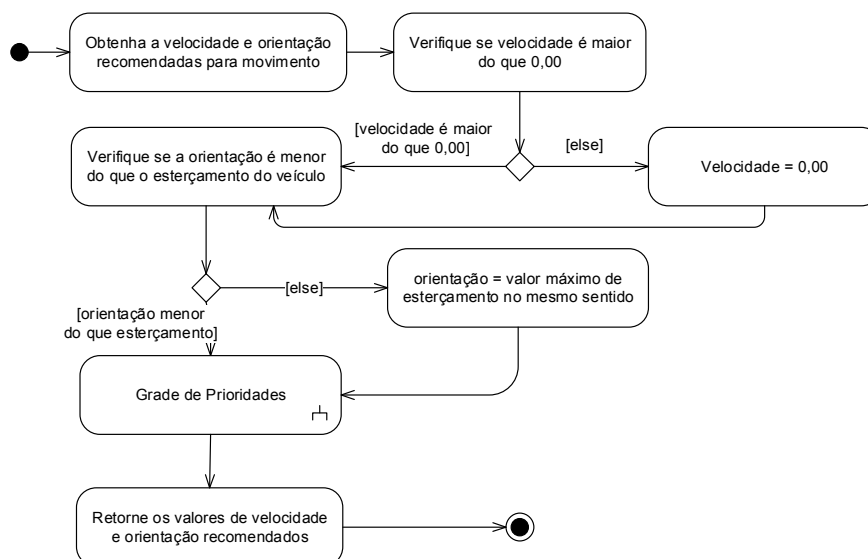 Obtenha a velocidade e orientação
recomendadas para movimento
Verifique se velocidade é maior
do que 0,00
[velocidade é maior
do que 0,00]
[else]
Verifique se a orientação é menor
do que o esterçamento do veículo
Velocidade = 0,00
[else]
orientação = valor máximo de
esterçamento no mesmo sentido
[orientação menor
do que esterçamento]
Grade de Prioridades
Retorne os valores de velocidade
e orientação recomendados